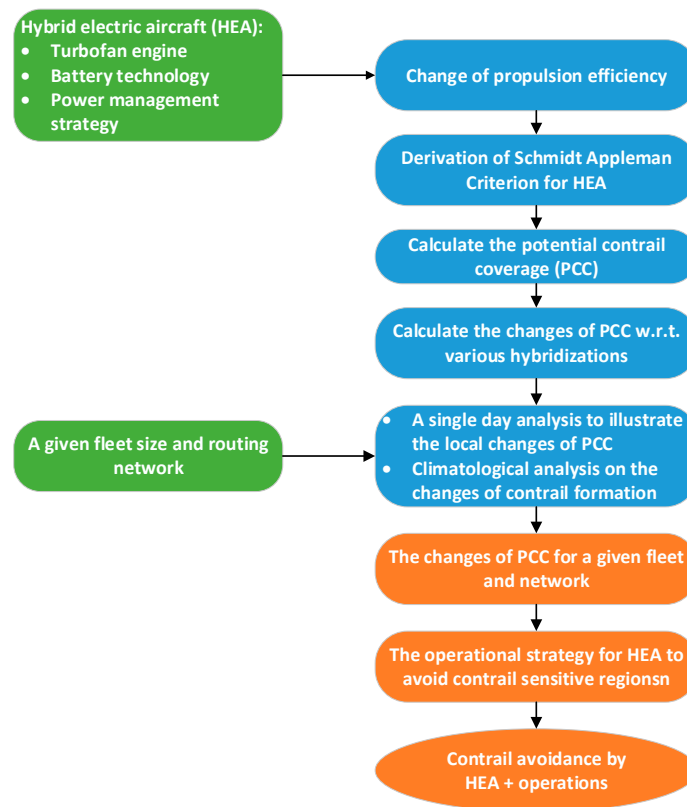 Hybrid electric aircraft (HEA):
• Turbofan engine
• Battery technology
• Power management
strategy
Change of propulsion efficiency
Derivation of Schmidt Appleman
Criterion for HEA
Calculate the potential contrail
coverage (PCC)
Calculate the changes of PCC w.r.t.
various hybridizations
A given fleet size and routing
network
• A single day analysis to illustrate
the local changes of PCC
• Climatological analysis on the
changes of contrail formation
The changes of PCC for a given fleet
and network
The operational strategy for HEA to
avoid contrail sensitive regionsn
Contrail avoidance by
HEA + operations